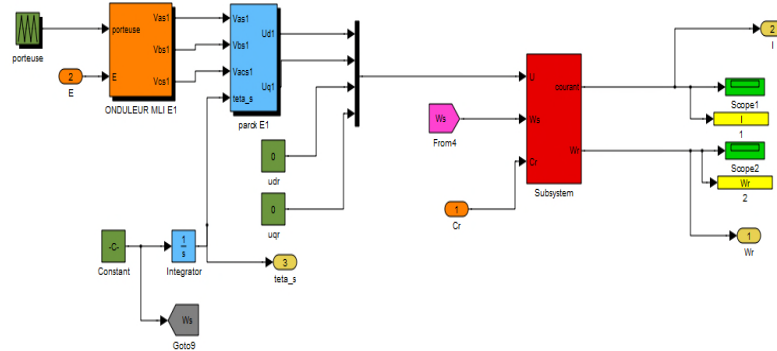 porteuse
2
E
porteuse
E
Vas1
Vbs1
Vcs1
ONDULEUR MLI E1
Vas1
Vbs1
Vacs1
teta_s
Ud1
Uq1
parck E1
0
udr
0
uqr
-C-
Constant
1
s
Integrator
3
teta_s
Ws
Goto9
Ws
From4
1
Cr
U
Ws
Cr
courant
Wr
Subsystem
2
I
Scope1
I
1
Scope2
Wr
2
1
Wr